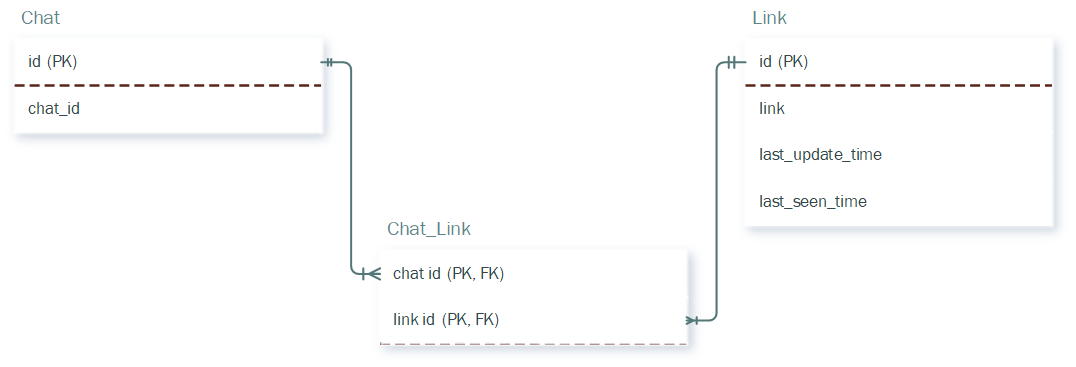 Chat
id (PK)
chat_id
Link
id (PK)
link
last_update_time
last_seen_time
Chat_Link
chat id (PK, FK)
link id (PK, FK)